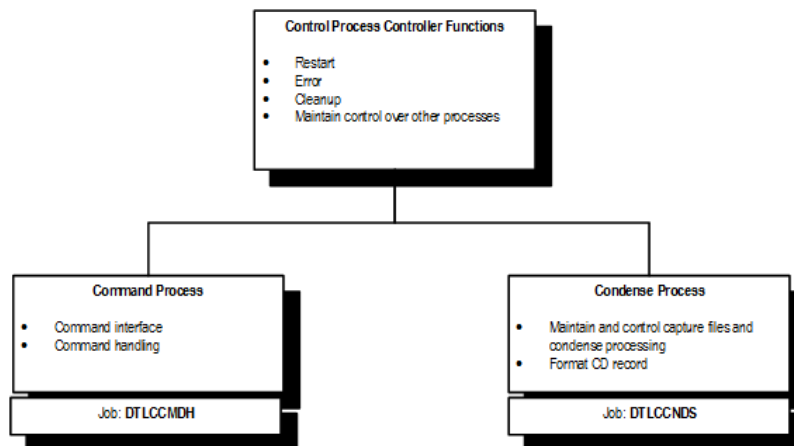 Control Process Controller Functions
• Restart
• Error
• Cleanup
• Maintain control over other processes
Command Process
• Command interface
• Command handling
Job: DTLCCMDH
Condense Process
• Maintain and control capture files and
condense processing
• Format CD record
Job: DTLCCNDS